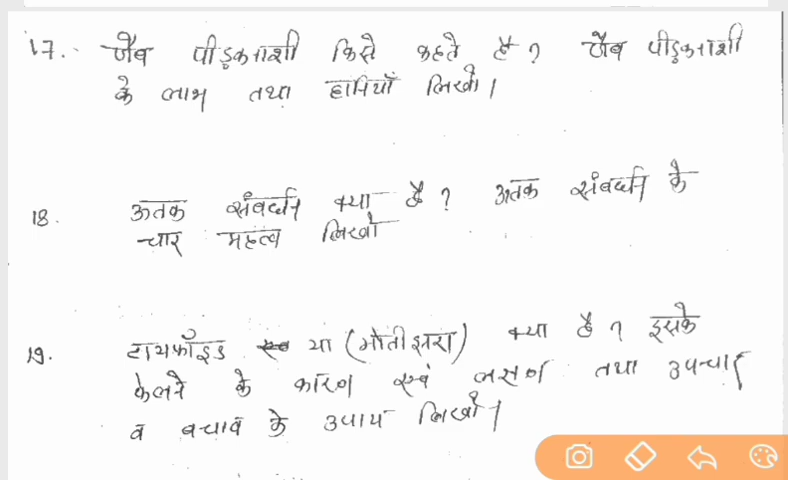 17. जैव पीड़कनाशी किसे कहते है? जैव पीड़कनाशी
के लाभ तथा हानियाँ लिखो।
18. ऊतक संवर्धन क्या है? ऊतक संवर्धन के
चार महत्व लिखो
19. टायफॉइड या (मोतीझरा) क्या है? इसके
फेलने के कारण एवं लक्षण तथा उपचार
व बचाव के उपाय लिखो।